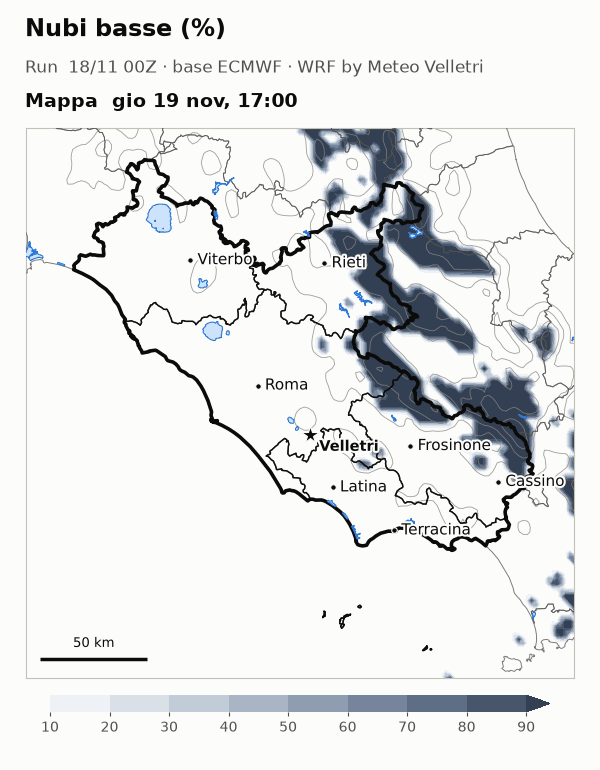 Nubi basse (%)
Run  18/11 00Z · base ECMWF · WRF by Meteo Velletri
Mappa  gio 19 nov, 17:00
Viterbo
Rieti
Roma
Velletri
Frosinone
Latina
Cassino
Terracina
50 km
10 20 30 40 50 60 70 80 90